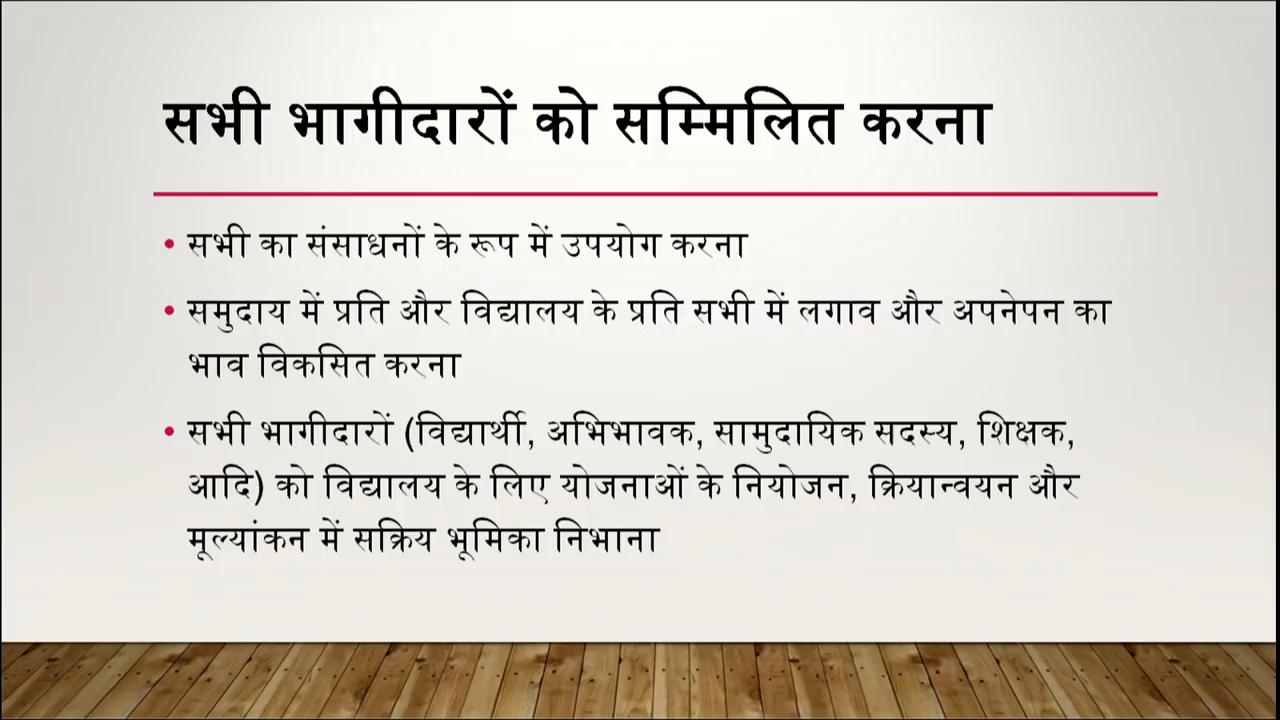 सभी भागीदारों को सम्मिलित करना
• सभी का संसाधनों के रूप में उपयोग करना
• समुदाय में प्रति और विद्यालय के प्रति सभी में लगाव और अपनेपन का
भाव विकसित करना
• सभी भागीदारों (विद्यार्थी, अभिभावक, सामुदायिक सदस्य, शिक्षक,
आदि) को विद्यालय के लिए योजनाओं के नियोजन, क्रियान्वयन और
मूल्यांकन में सक्रिय भूमिका निभाना